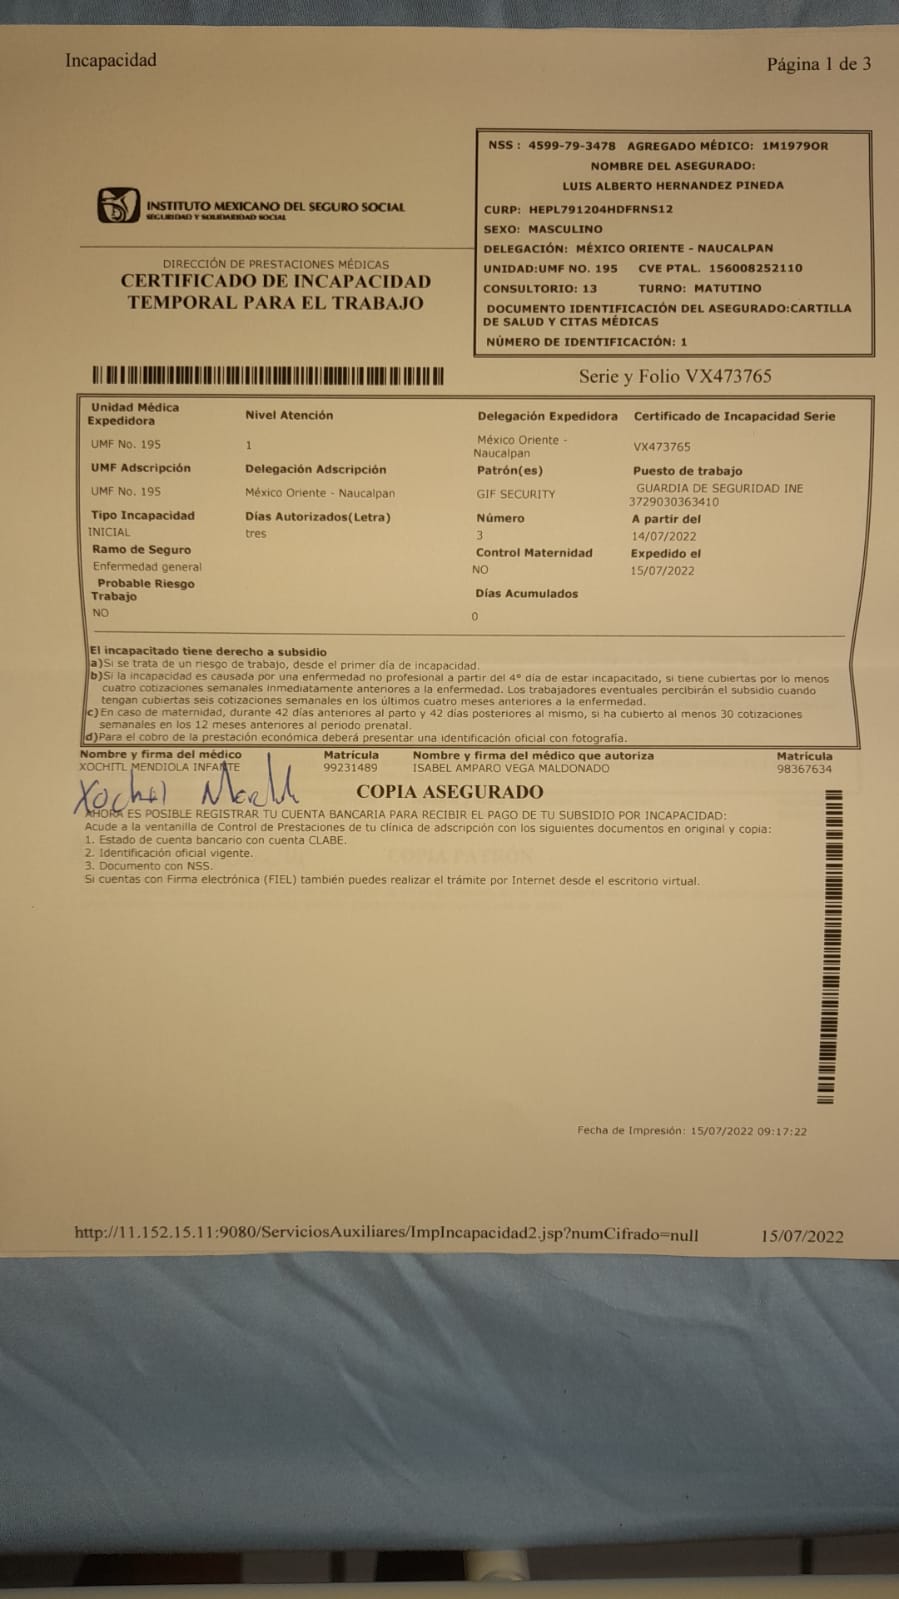 Incapacidad
Página 1 de 3
NSS : 4599-79-3478 AGREGADO MÉDICO: 1M1979OR
NOMBRE DEL ASEGURADO:
LUIS ALBERTO HERNANDEZ PINEDA
CURP: HEPL791204HDFRNS12
SEXO: MASCULINO
DELEGACIÓN: MÉXICO ORIENTE - NAUCALPAN
UNIDAD:UMF NO. 195 CVE PTAL. 156008252110
CONSULTORIO: 13 TURNO: MATUTINO
DOCUMENTO IDENTIFICACIÓN DEL ASEGURADO:CARTILLA
DE SALUD Y CITAS MÉDICAS
NÚMERO DE IDENTIFICACIÓN: 1
INSTITUTO MEXICANO DEL SEGURO SOCIAL
SEGURIDAD Y SOLIDARIDAD SOCIAL
DIRECCIÓN DE PRESTACIONES MÉDICAS
CERTIFICADO DE INCAPACIDAD
TEMPORAL PARA EL TRABAJO
Serie y Folio VX473765
Unidad Médica Expedidora
UMF No. 195
Nivel Atención
1
Delegación Expedidora
México Oriente - Naucalpan
Certificado de Incapacidad Serie
VX473765
UMF Adscripción
UMF No. 195
Delegación Adscripción
México Oriente - Naucalpan
Patrón(es)
GIF SECURITY
Puesto de trabajo
GUARDIA DE SEGURIDAD INE
3729030363410
Tipo Incapacidad
INICIAL
Días Autorizados(Letra)
tres
Número
3
A partir del
14/07/2022
Ramo de Seguro
Enfermedad general
Control Maternidad
NO
Expedido el
15/07/2022
Probable Riesgo Trabajo
NO
Días Acumulados
0
El incapacitado tiene derecho a subsidio
a)Si se trata de un riesgo de trabajo, desde el primer día de incapacidad.
b)Si la incapacidad es causada por una enfermedad no profesional a partir del 4º día de estar incapacitado, si tiene cubiertas por lo menos
cuatro cotizaciones semanales inmediatamente anteriores a la enfermedad. Los trabajadores eventuales percibirán el subsidio cuando
tengan cubiertas seis cotizaciones semanales en los últimos cuatro meses anteriores a la enfermedad.
c)En caso de maternidad, durante 42 días anteriores al parto y 42 días posteriores al mismo, si ha cubierto al menos 30 cotizaciones
semanales en los 12 meses anteriores al periodo prenatal.
d)Para el cobro de la prestación económica deberá presentar una identificación oficial con fotografía.
Nombre y firma del médico Matrícula Nombre y firma del médico que autoriza Matrícula
XOCHITL MENDIOLA INFANTE 99231489 ISABEL AMPARO VEGA MALDONADO 98367634
COPIA ASEGURADO
AHORA ES POSIBLE REGISTRAR TU CUENTA BANCARIA PARA RECIBIR EL PAGO DE TU SUBSIDIO POR INCAPACIDAD:
Acude a la ventanilla de Control de Prestaciones de tu clínica de adscripción con los siguientes documentos en original y copia:
1. Estado de cuenta bancario con cuenta CLABE.
2. Identificación oficial vigente.
3. Documento con NSS.
Si cuentas con Firma electrónica (FIEL) también puedes realizar el trámite por Internet desde el escritorio virtual.
Fecha de Impresión: 15/07/2022 09:17:22
http://11.152.15.11:9080/ServiciosAuxiliares/ImpIncapacidad2.jsp?numCifrado=null
15/07/2022